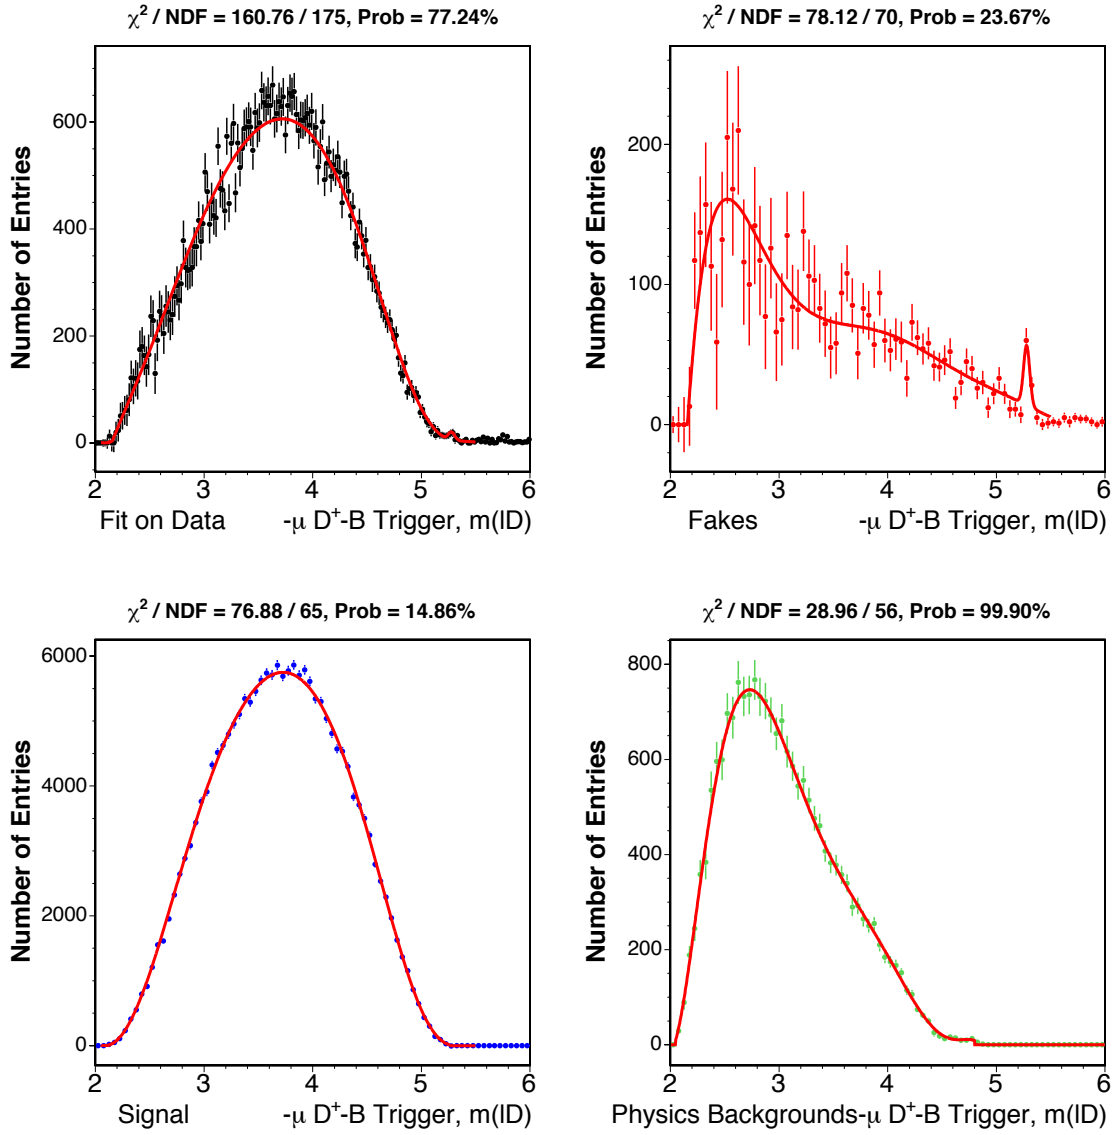 χ² / NDF = 160.76 / 175, Prob = 77.24%
Number of Entries
600
400
200
0
2 3 4 5 6
Fit on Data -μ D⁺-B Trigger, m(lD)
χ² / NDF = 78.12 / 70, Prob = 23.67%
Number of Entries
200
100
0
2 3 4 5 6
Fakes -μ D⁺-B Trigger, m(lD)
χ² / NDF = 76.88 / 65, Prob = 14.86%
Number of Entries
6000
4000
2000
0
2 3 4 5 6
Signal -μ D⁺-B Trigger, m(lD)
χ² / NDF = 28.96 / 56, Prob = 99.90%
Number of Entries
800
600
400
200
0
2 3 4 5 6
Physics Backgrounds-μ D⁺-B Trigger, m(lD)